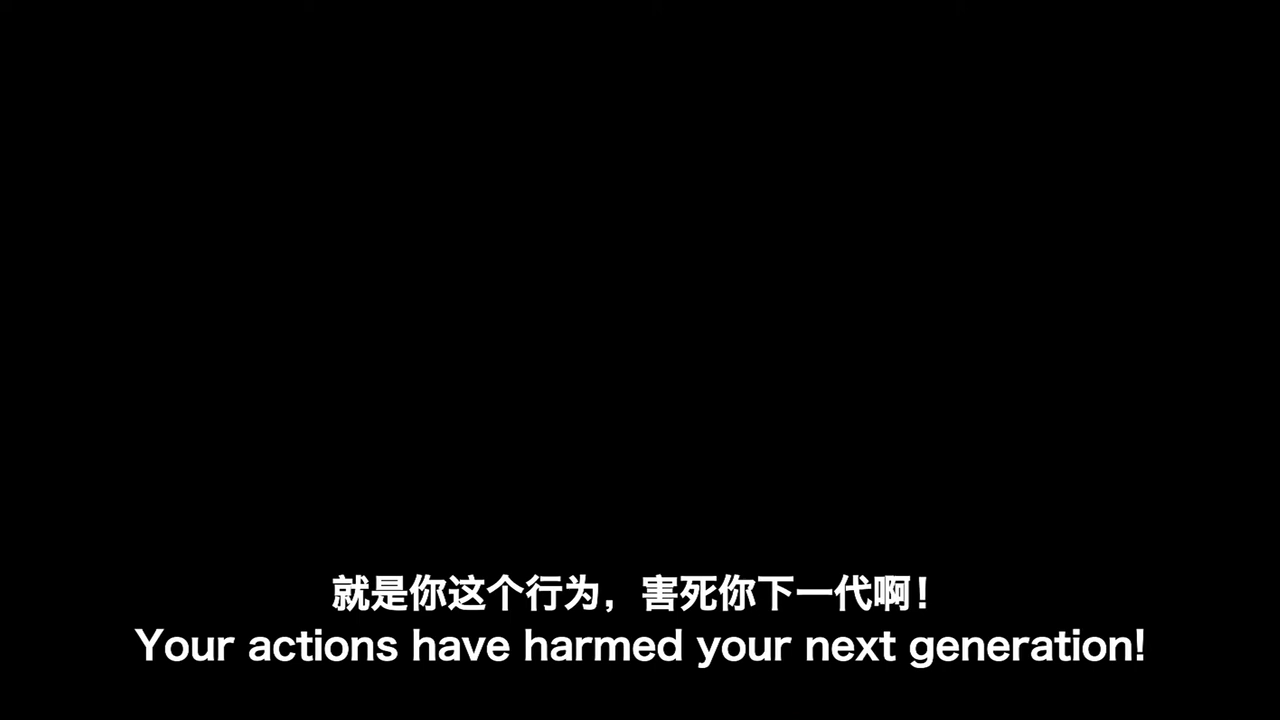 就是你这个行为，害死你下一代啊！
Your actions have harmed your next generation!